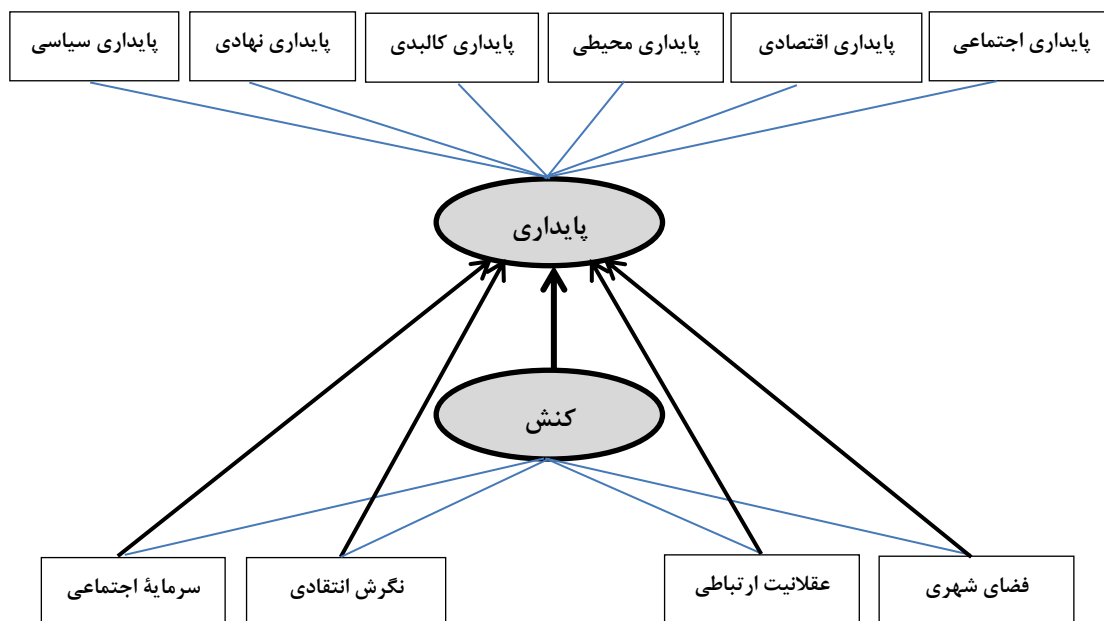 پایداری اجتماعی
پایداری اقتصادی
پایداری محیطی
پایداری کالبدی
پایداری نهادی
پایداری سیاسی
پایداری
کنش
فضای شهری
عقلانیت ارتباطی
نگرش انتقادی
سرمایۀ اجتماعی